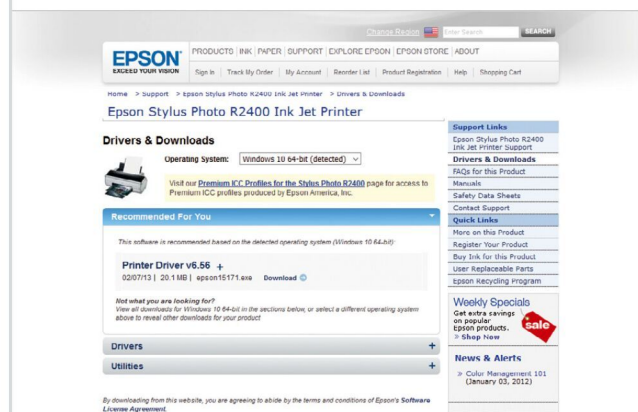 Change Region Enter Search SEARCH
EPSON
EXCEED YOUR VISION
PRODUCTS | INK | PAPER | SUPPORT | EXPLORE EPSON | EPSON STORE | ABOUT
Sign In | Track My Order | My Account | Reorder List | Product Registration | Help | Shopping Cart
Home > Support > Epson Stylus Photo R2400 Ink Jet Printer > Drivers & Downloads
Epson Stylus Photo R2400 Ink Jet Printer
Drivers & Downloads
Operating System: Windows 10 64-bit (detected)
Visit our Premium ICC Profiles for the Stylus Photo R2400 page for access to
Premium ICC profiles produced by Epson America, Inc.
Recommended For You
This software is recommended based on the detected operating system (Windows 10 64-bit):
Printer Driver v6.56 +
02/07/13 | 20.1 MB | epson15171.exe Download
Not what you are looking for?
View all downloads for Windows 10 64-bit in the sections below, or select a different operating system
above to reveal other downloads for your product
Drivers +
Utilities +
By downloading from this website, you are agreeing to abide by the terms and conditions of Epson's Software
License Agreement.
Support Links
Epson Stylus Photo R2400
Ink Jet Printer Support
Drivers & Downloads
FAQs for this Product
Manuals
Safety Data Sheets
Contact Support
Quick Links
More on this Product
Register Your Product
Buy Ink for this Product
User Replaceable Parts
Epson Recycling Program
Weekly Specials
Get extra savings
on popular
Epson products.
> Shop Now
sale
News & Alerts
> Color Management 101
(January 03, 2012)